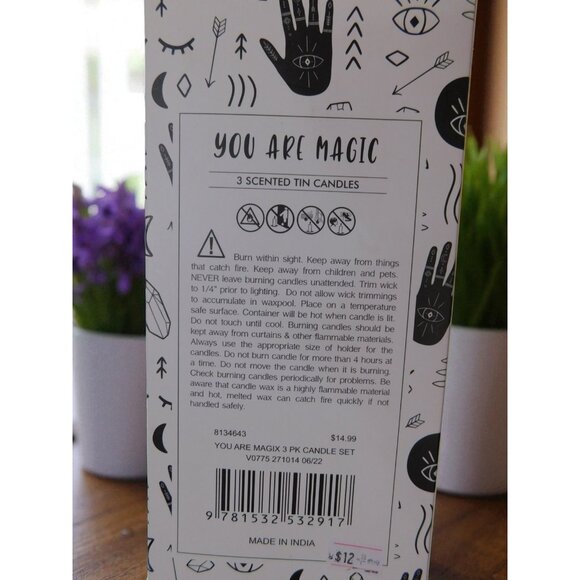 YOU ARE MAGIC
3 SCENTED TIN CANDLES
Burn within sight. Keep away from things
that catch fire. Keep away from children and pets.
NEVER leave burning candles unattended. Trim wick
to 1/4" prior to lighting. Do not allow wick trimmings
to accumulate in waxpool. Place on a temperature
safe surface. Container will be hot when candle is lit.
Do not touch until cool. Burning candles should be
kept away from curtains & other flammable materials.
Always use the appropriate size of holder for the
candles. Do not burn candle for more than 4 hours at
a time. Do not move the candle when it is burning.
Check burning candles periodically for problems. Be
aware that candle wax is a highly flammable material
and hot, melted wax can catch fire quickly if not
handled safely.
8134643 $14.99
YOU ARE MAGIX 3 PK CANDLE SET
V0775 271014 06/22
9 781532 532917
MADE IN INDIA
$12